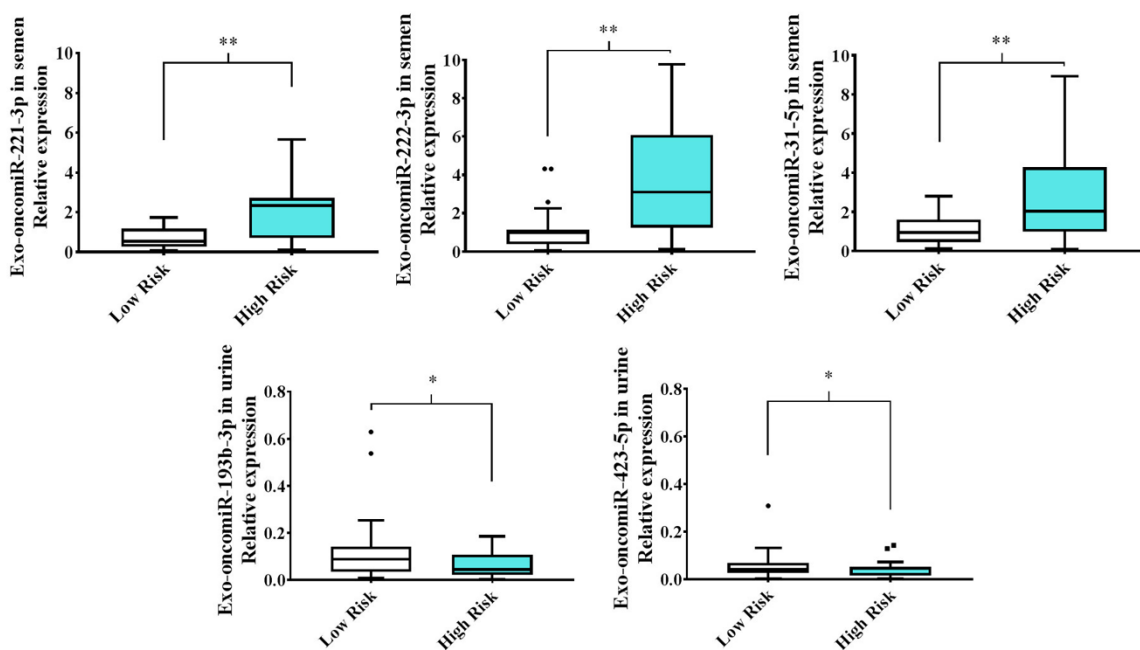 Exo-oncomiR-221-3p in semen
Relative expression
10
8
6
4
2
0
**
Low Risk
High Risk
Exo-oncomiR-222-3p in semen
Relative expression
10
8
6
4
2
0
**
Low Risk
High Risk
Exo-oncomiR-31-5p in semen
Relative expression
10
8
6
4
2
0
**
Low Risk
High Risk
Exo-oncomiR-193b-3p in urine
Relative expression
0.8
0.6
0.4
0.2
0.0
*
Low Risk
High Risk
Exo-oncomiR-423-5p in urine
Relative expression
0.8
0.6
0.4
0.2
0.0
*
Low Risk
High Risk